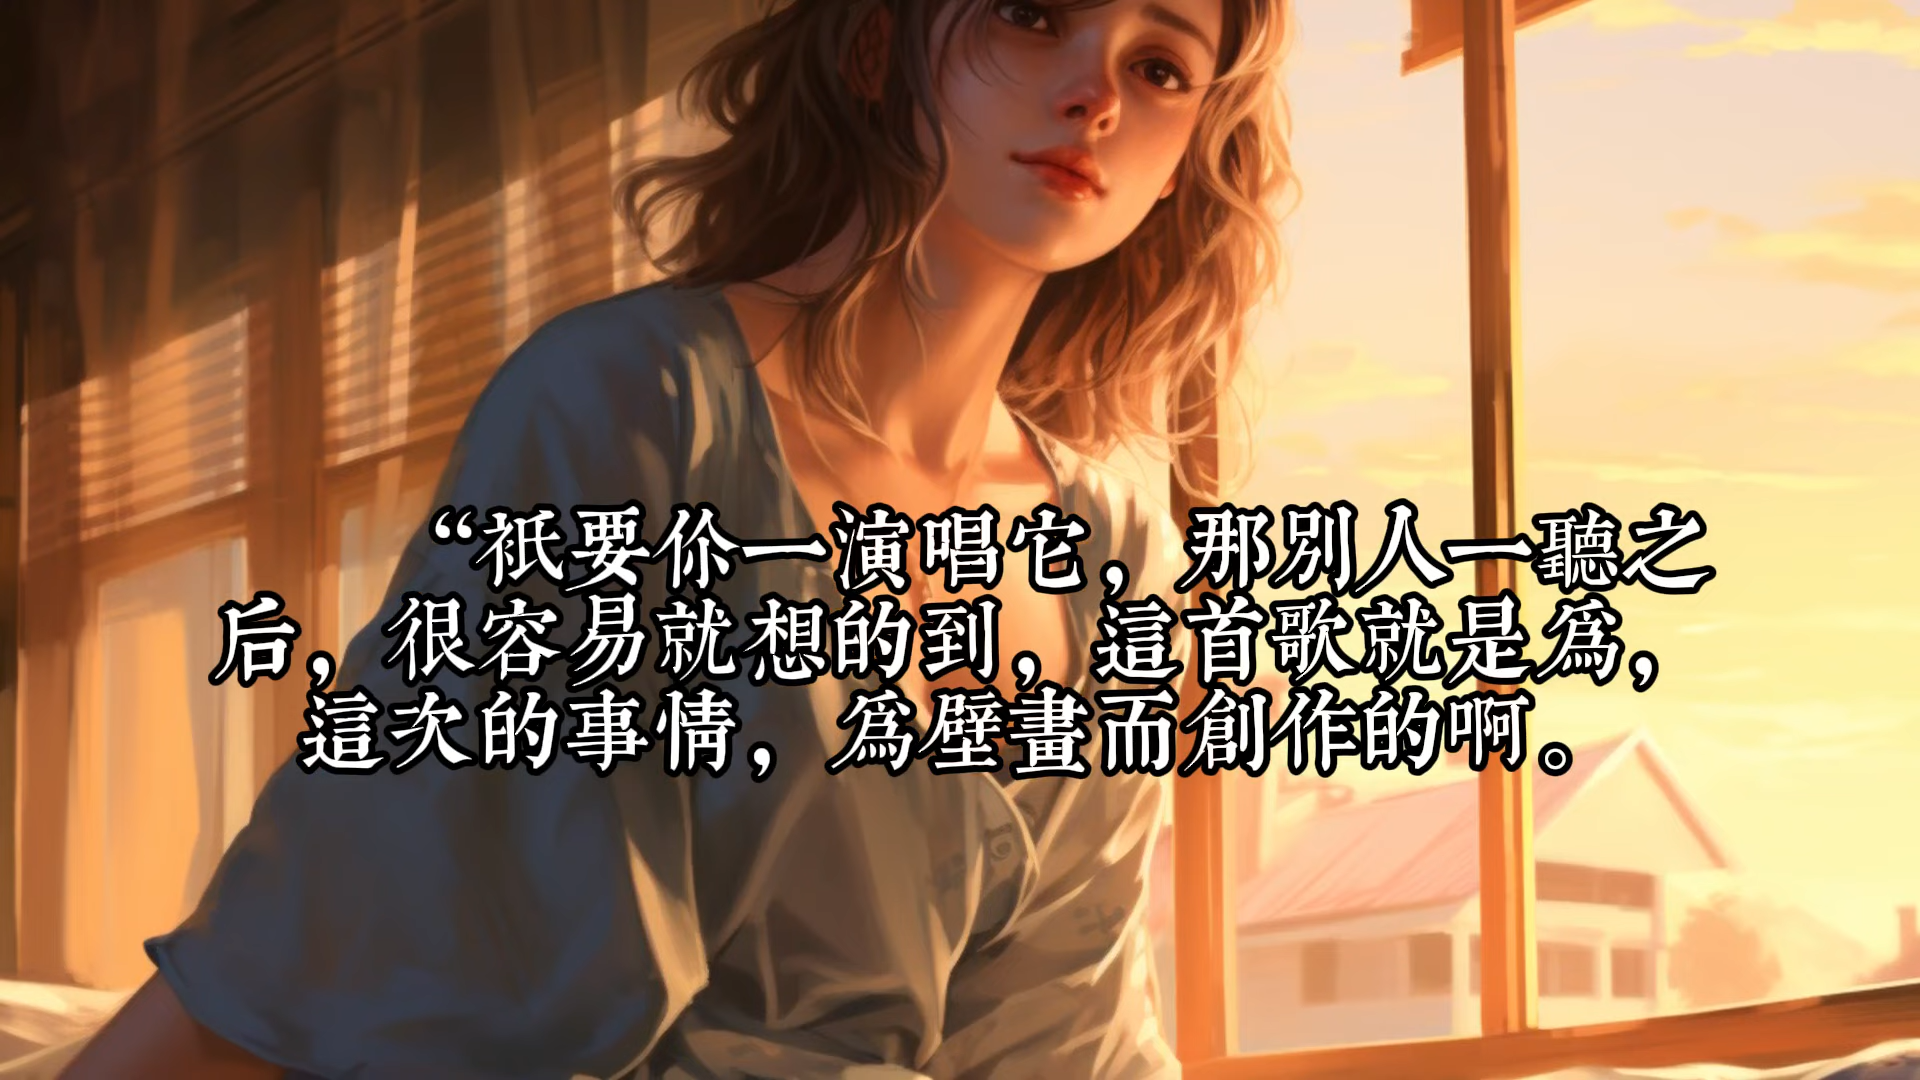 “衹要你一演唱它，那別人一聽之
后，很容易就想的到，這首歌就是爲，
這次的事情，爲壁畫而創作的啊。